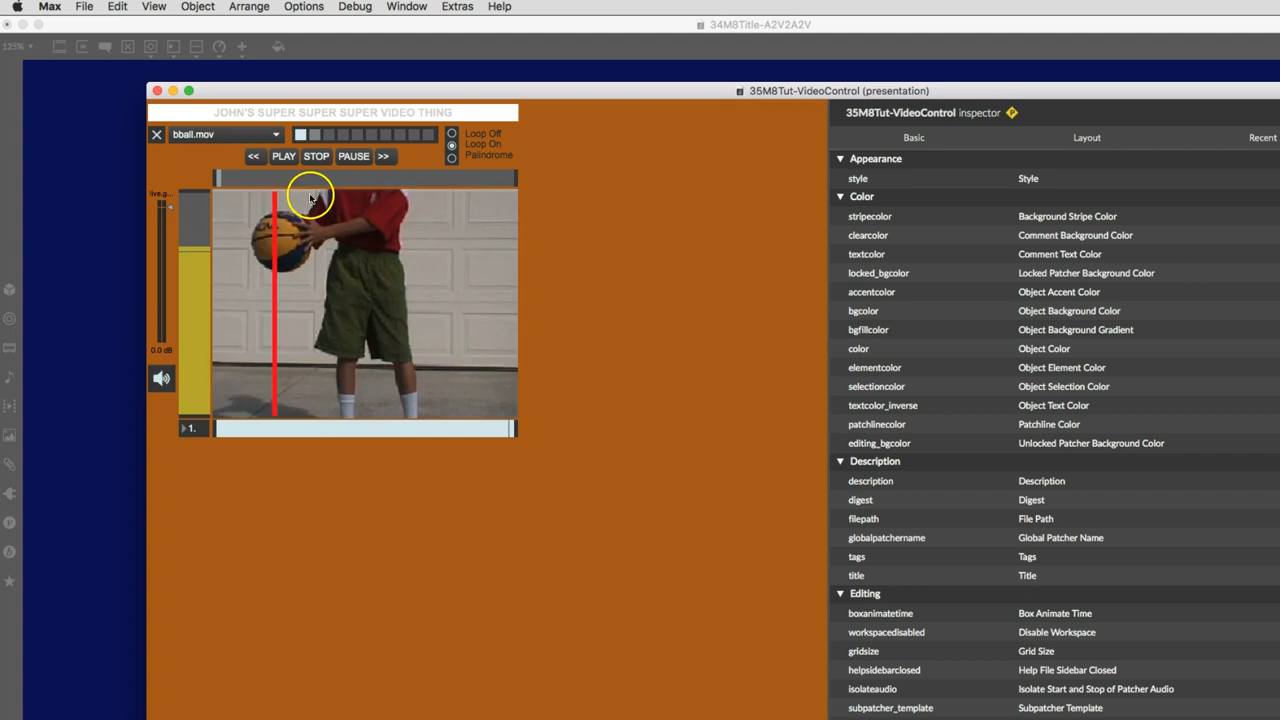 Max File Edit View Object Arrange Options Debug Window Extras Help
34M8Title-A2V2A2V
125%
35M8Tut-VideoControl (presentation)
JOHN'S SUPER SUPER SUPER VIDEO THING
bball.mov
Loop Off
Loop On
Palindrome
<< PLAY STOP PAUSE >>
live.g...
0.0 dB
1.
35M8Tut-VideoControl inspector
Basic Layout Recent
Appearance
style Style
Color
stripecolor Background Stripe Color
clearcolor Comment Background Color
textcolor Comment Text Color
locked_bgcolor Locked Patcher Background Color
accentcolor Object Accent Color
bgcolor Object Background Color
bgfillcolor Object Background Gradient
color Object Color
elementcolor Object Element Color
selectioncolor Object Selection Color
textcolor_inverse Object Text Color
patchlinecolor Patchline Color
editing_bgcolor Unlocked Patcher Background Color
Description
description Description
digest Digest
filepath File Path
globalpatchername Global Patcher Name
tags Tags
title Title
Editing
boxanimatetime Box Animate Time
workspacedisabled Disable Workspace
gridsize Grid Size
helpsidebarclosed Help File Sidebar Closed
isolateaudio Isolate Start and Stop of Patcher Audio
subpatcher_template Subpatcher Template